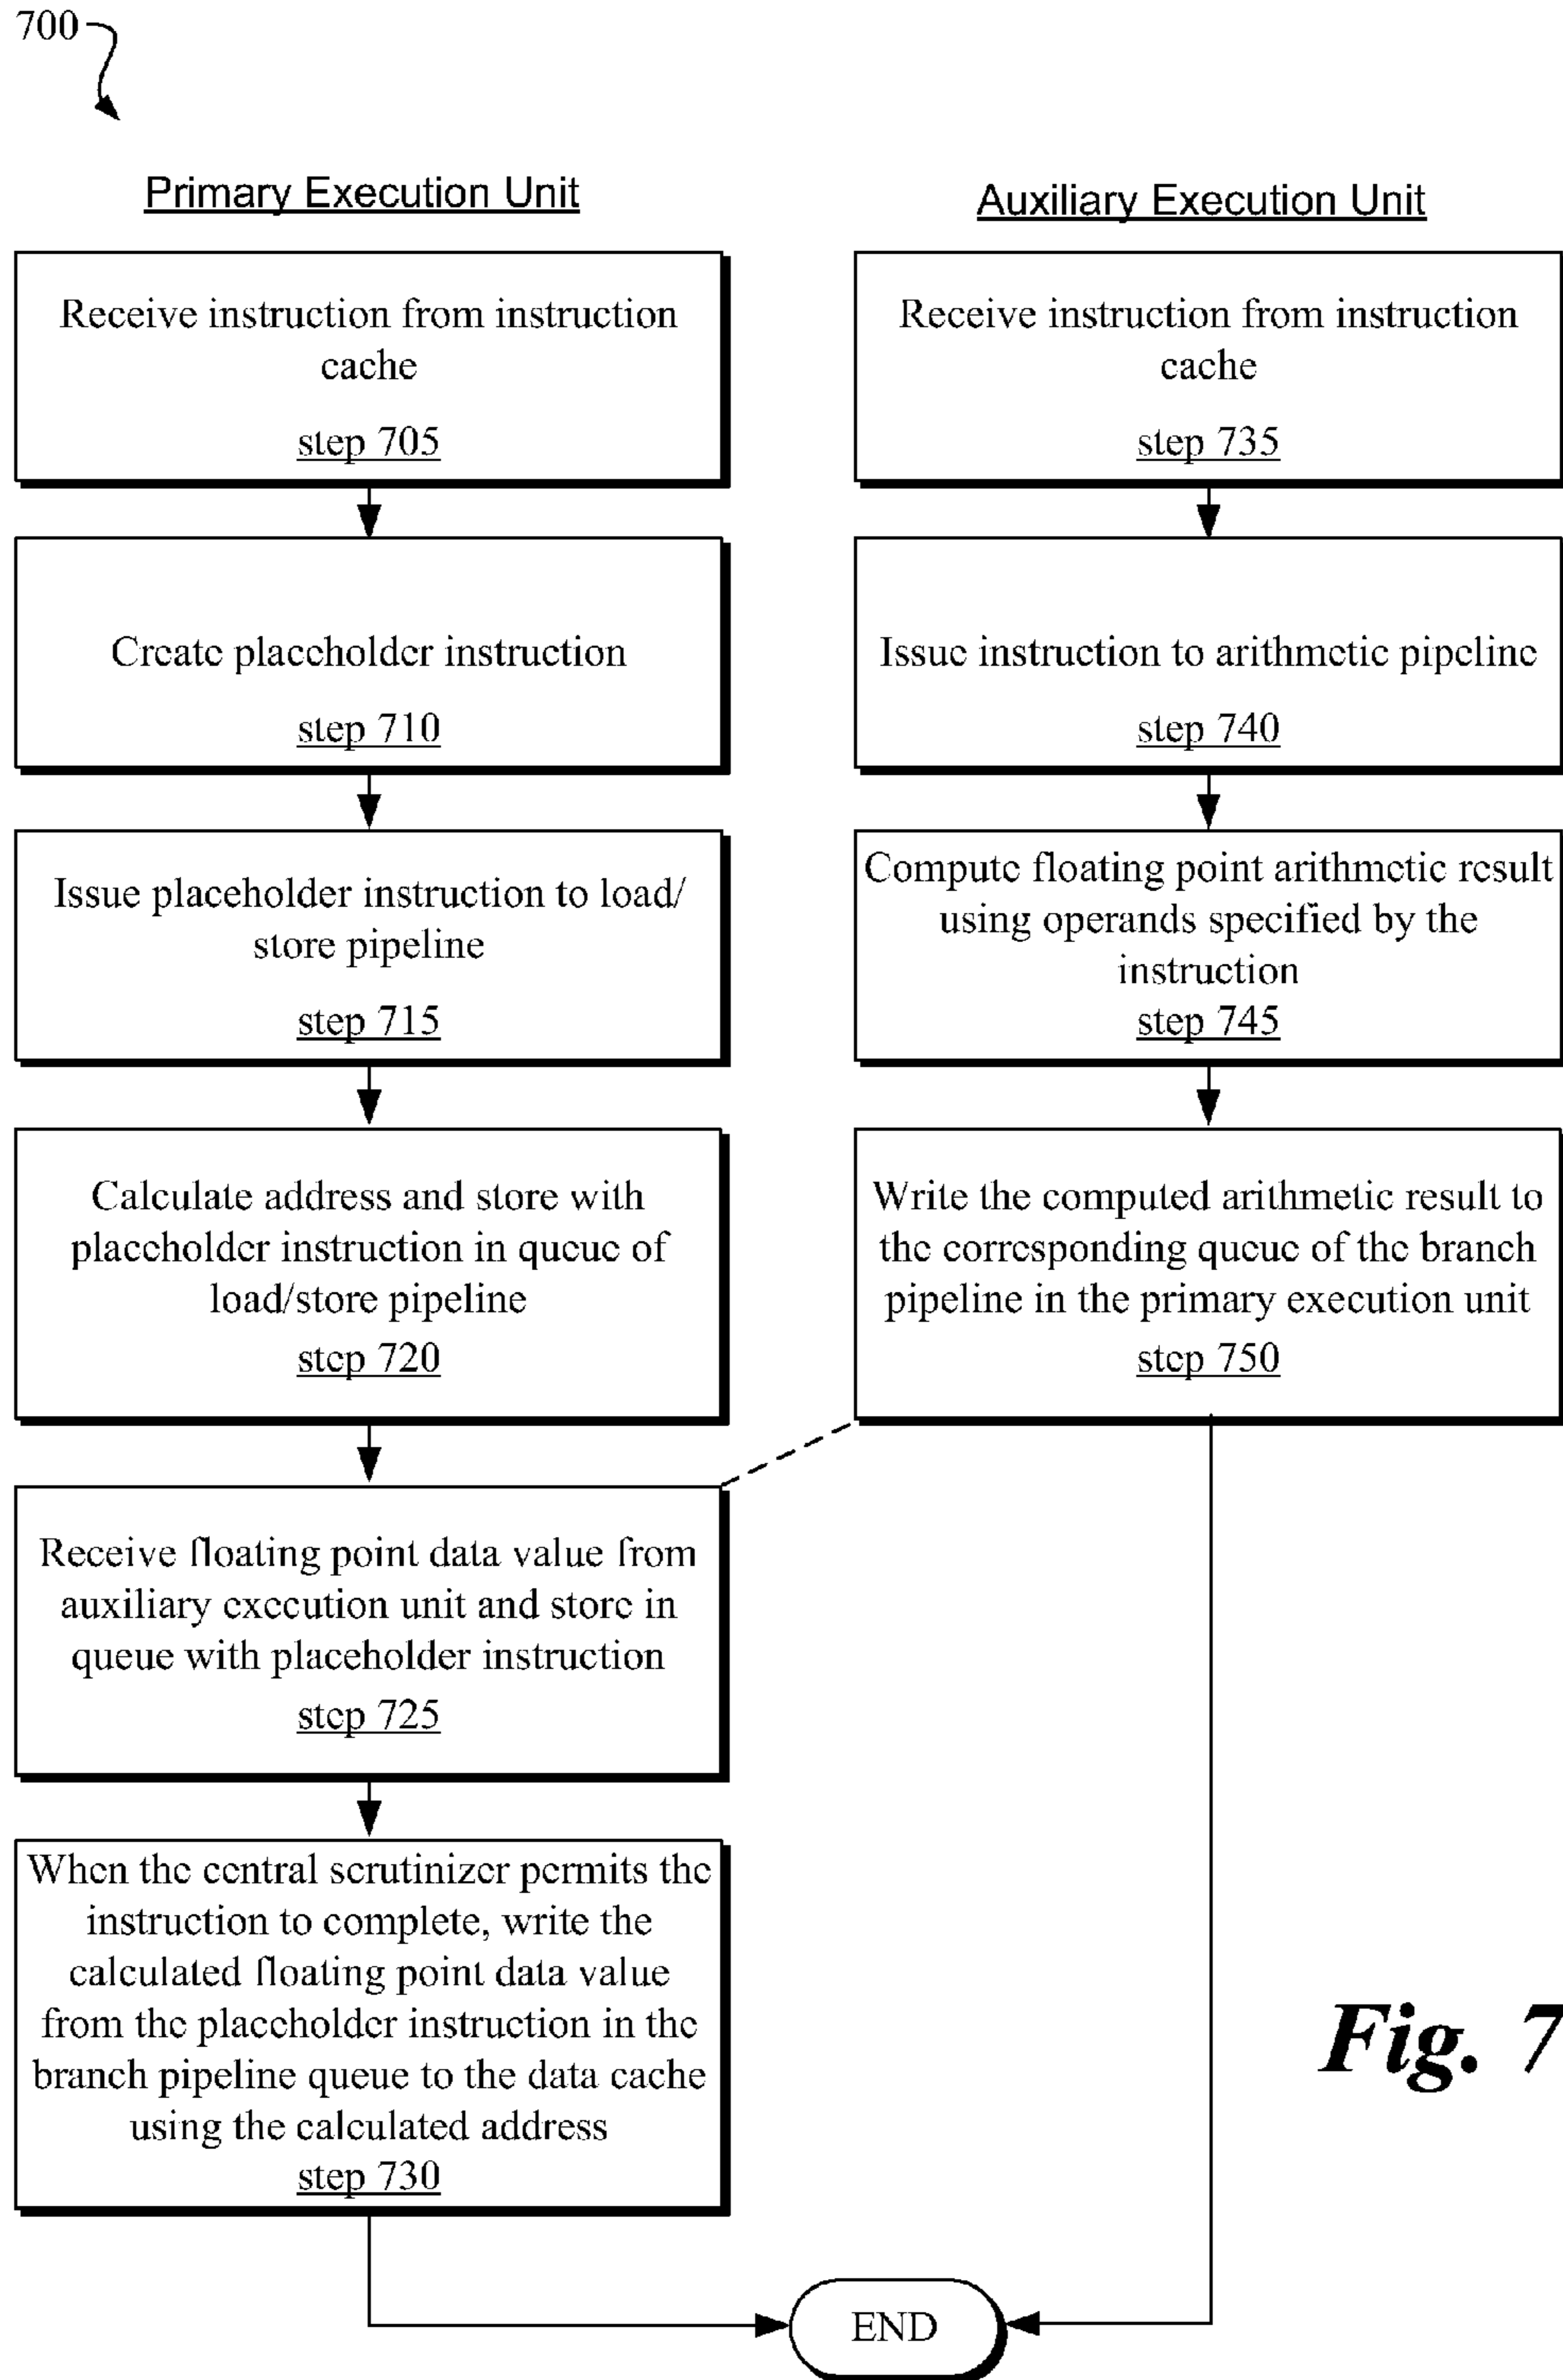 700
Primary Execution Unit
Receive instruction from instruction
cache
step 705
Create placeholder instruction
step 710
Issue placeholder instruction to load/
store pipeline
step 715
Calculate address and store with
placeholder instruction in queue of
load/store pipeline
step 720
Receive floating point data value from
auxiliary execution unit and store in
queue with placeholder instruction
step 725
When the central scrutinizer permits the
instruction to complete, write the
calculated floating point data value
from the placeholder instruction in the
branch pipeline queue to the data cache
using the calculated address
step 730
Auxiliary Execution Unit
Receive instruction from instruction
cache
step 735
Issue instruction to arithmetic pipeline
step 740
Compute floating point arithmetic result
using operands specified by the
instruction
step 745
Write the computed arithmetic result to
the corresponding queue of the branch
pipeline in the primary execution unit
step 750
END
Fig. 7